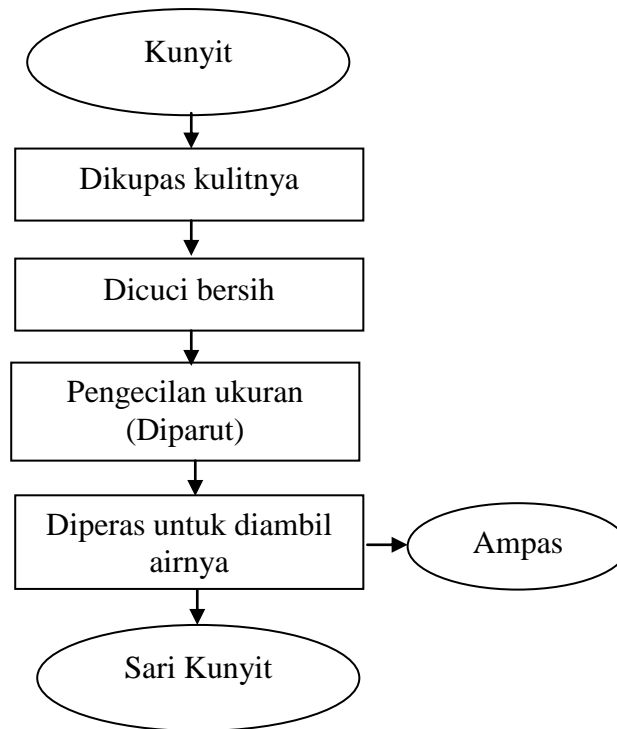 Kunyit
Dikupas kulitnya
Dicuci bersih
Pengecilan ukuran
(Diparut)
Diperas untuk diambil
airnya
Ampas
Sari Kunyit